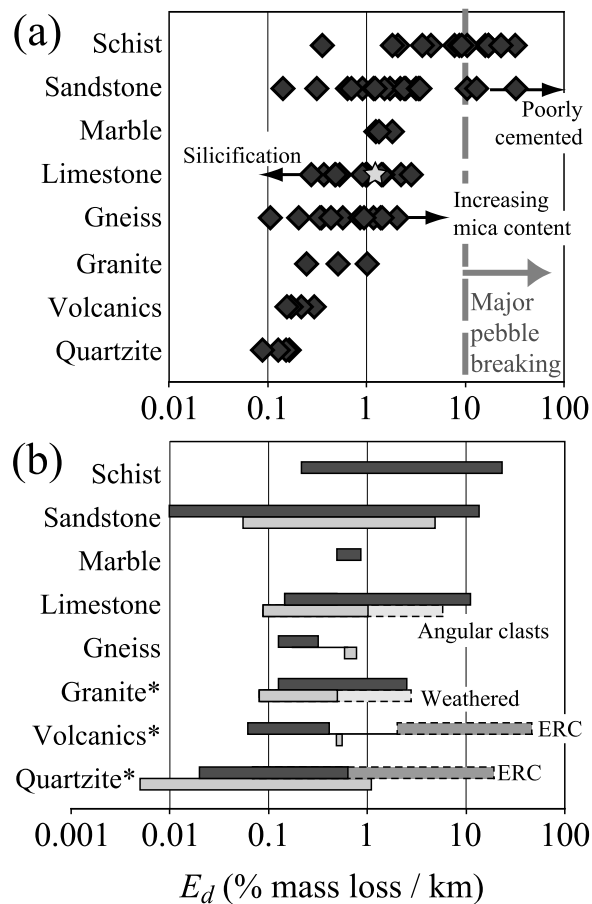 (a)
Schist
Sandstone
Poorly
cemented
Marble
Silicification
Limestone
Increasing
mica content
Gneiss
Granite
Major
pebble
breaking
Volcanics
Quartzite
0.01 0.1 1 10 100
(b)
Schist
Sandstone
Marble
Limestone
Angular clasts
Gneiss
Granite*
Weathered
Volcanics*
ERC
Quartzite*
ERC
0.001 0.01 0.1 1 10 100
E_d (% mass loss / km)